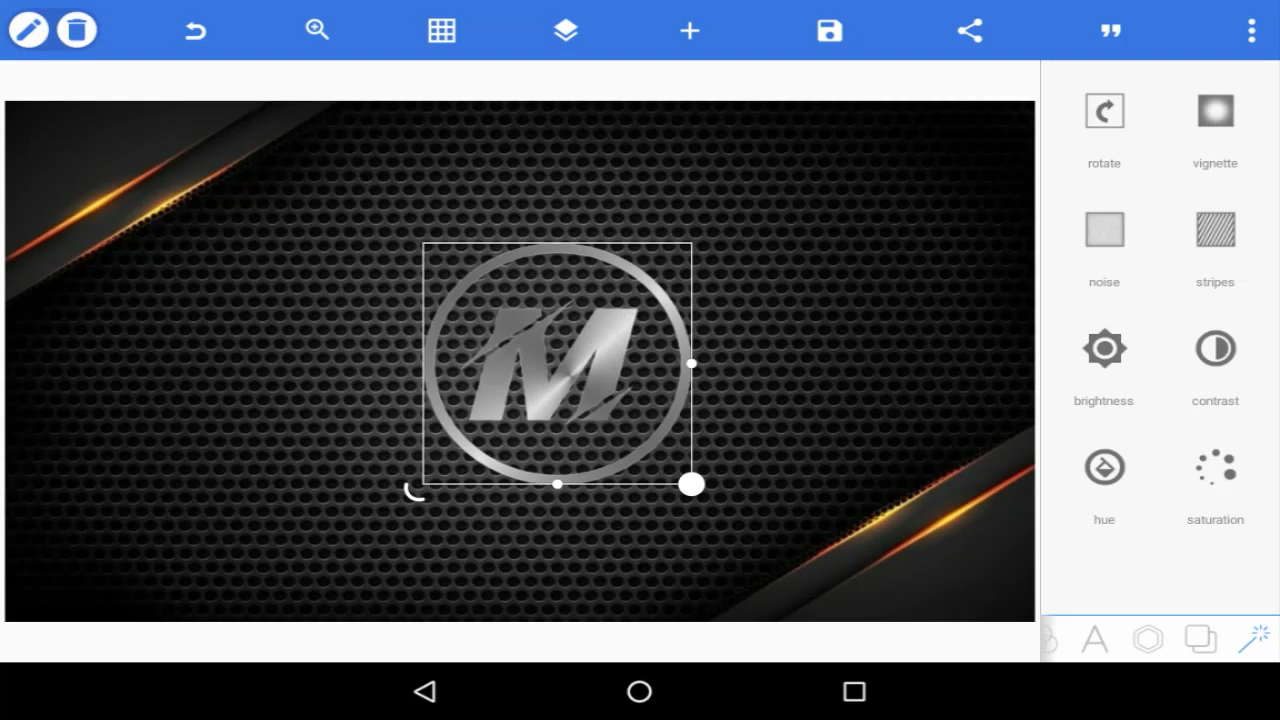 rotate
vignette
noise
stripes
brightness
contrast
hue
saturation
M
A